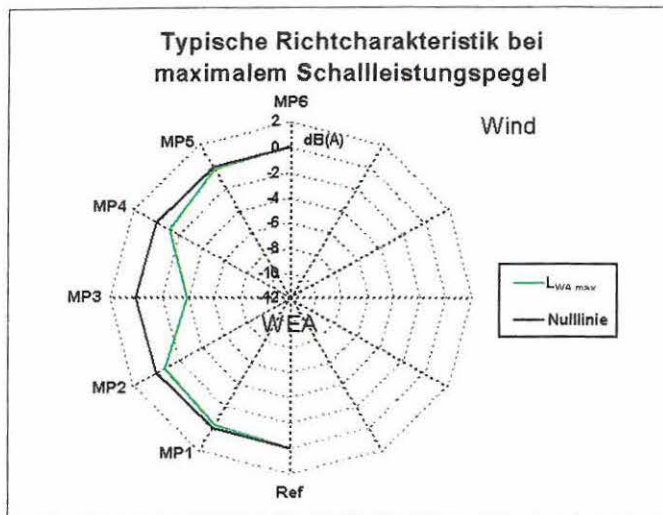 Typische Richtcharakteristik bei
maximalem Schallleistungspegel
MP6
Wind
2
dB(A)
0
MP5
-2
-4
MP4
-6
-8
10
MP3
12
WEA
L WA max
Nulllinie
MP2
MP1
Ref